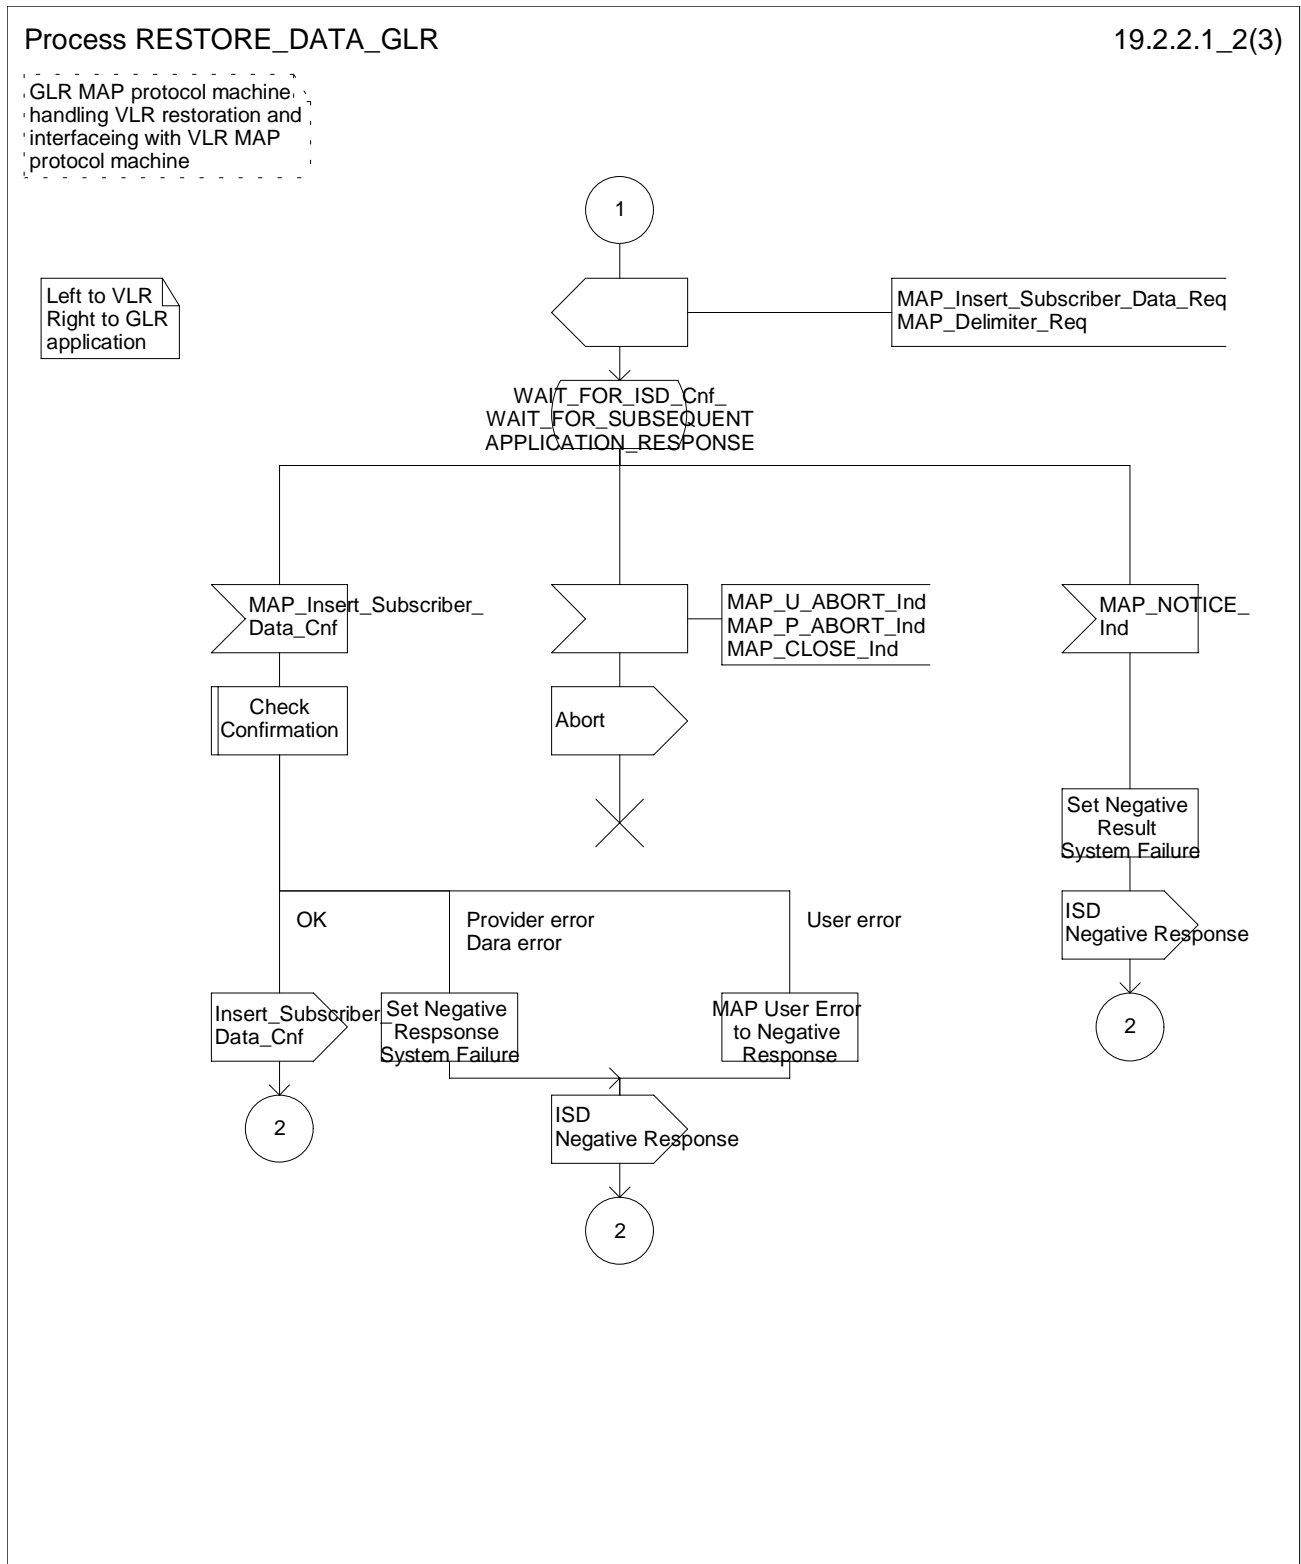 Process RESTORE_DATA_GLR
19.2.2.1_2(3)
GLR MAP protocol machine
handling VLR restoration and
interfaceing with VLR MAP
protocol machine
1
Left to VLR
Right to GLR
application
MAP_Insert_Subscriber_Data_Req
MAP_Delimiter_Req
WAIT_FOR_ISD_Cnf_
WAIT_FOR_SUBSEQUENT
APPLICATION_RESPONSE
MAP_Insert_Subscriber_
Data_Cnf
MAP_U_ABORT_Ind
MAP_P_ABORT_Ind
MAP_CLOSE_Ind
MAP_NOTICE_
Ind
Check
Confirmation
Abort
Set Negative
Result
System Failure
OK
Provider error
Dara error
User error
ISD
Negative Response
Insert_Subscriber_
Data_Cnf
Set Negative
Respsonse
System Failure
MAP User Error
to Negative
Response
2
2
ISD
Negative Response
2